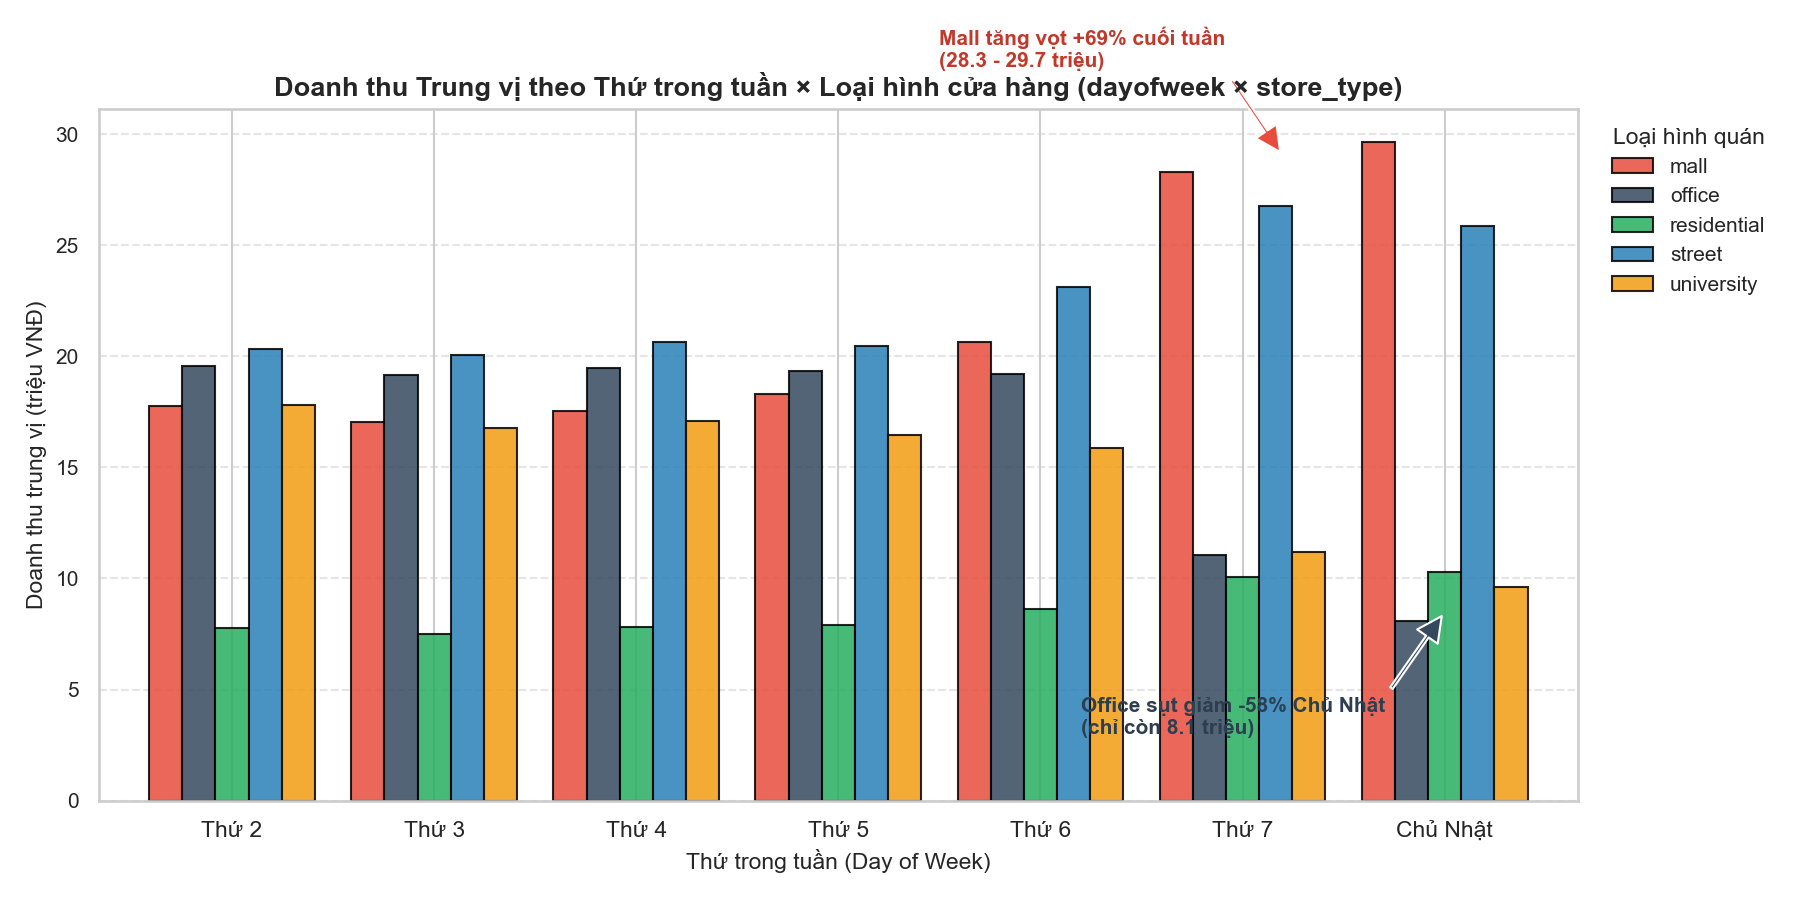 Mall tăng vọt +69% cuối tuần
(28.3 - 29.7 triệu)
Doanh thu Trung vị theo Thứ trong tuần × Loại hình cửa hàng (dayofweek × store_type)
Doanh thu trung vị (triệu VNĐ)
30
25
20
15
10
5
0
Loại hình quán
mall
office
residential
street
university
Office sụt giảm -58% Chủ Nhật
(chỉ còn 8.1 triệu)
Thứ 2
Thứ 3
Thứ 4
Thứ 5
Thứ 6
Thứ 7
Chủ Nhật
Thứ trong tuần (Day of Week)